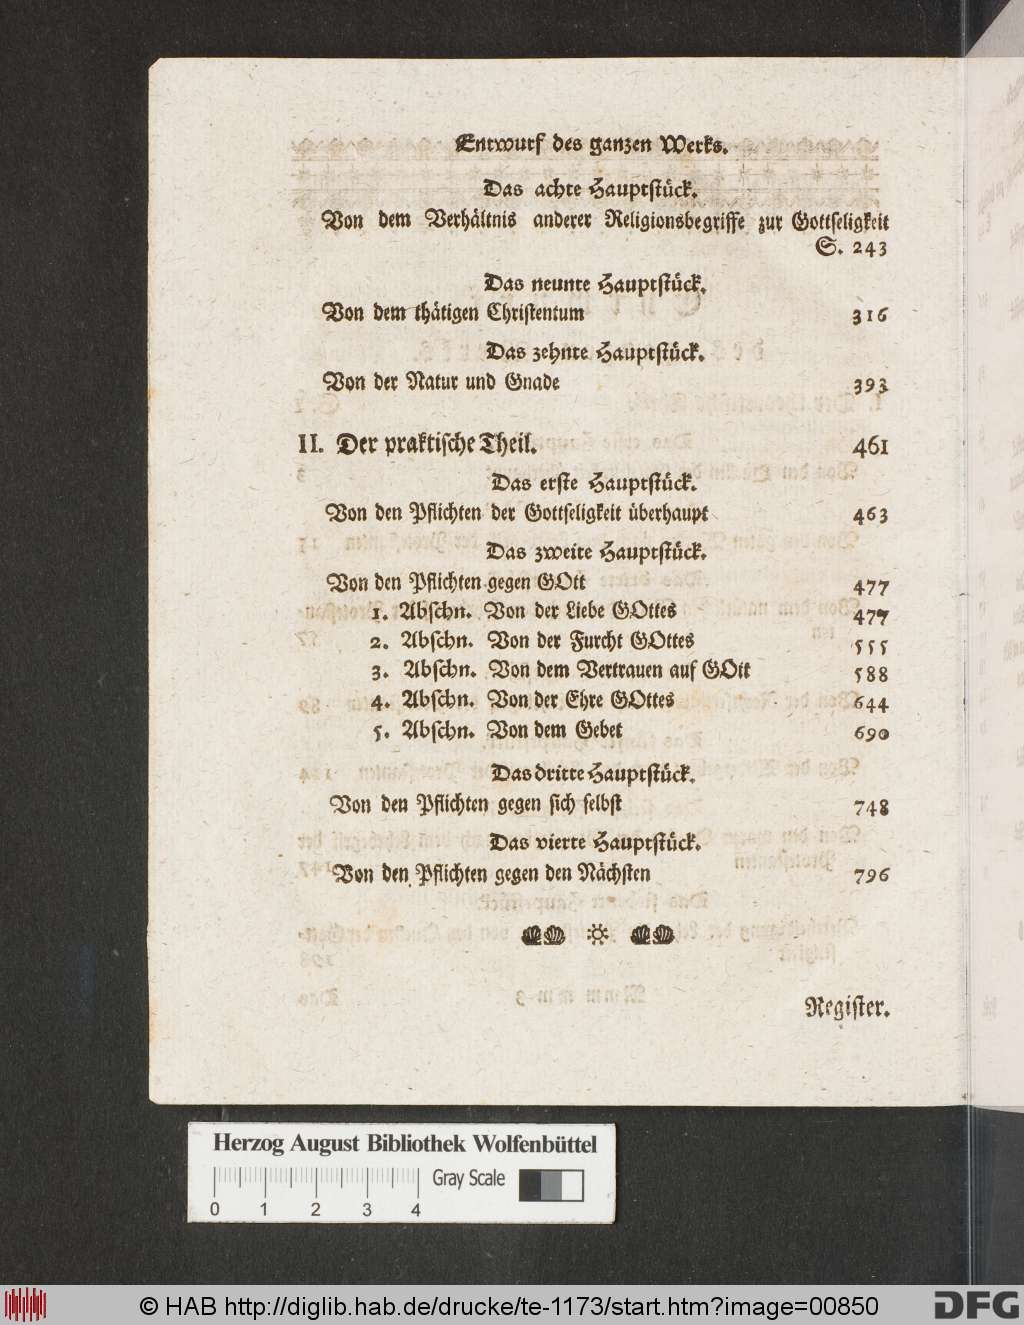 Entwurf des ganzen Werks.
Das achte Hauptstück.
Von dem Verhältnis anderer Religionsbegriffe zur Gottseligkeit
S. 243
Das neunte Hauptstück.
Von dem thätigen Christentum 316
Das zehnte Hauptstück.
Von der Natur und Gnade 393
II. Der praktische Theil. 461
Das erste Hauptstück.
Von den Pflichten der Gottseligkeit überhaupt 463
Das zweite Hauptstück.
Von den Pflichten gegen GOtt 477
1. Abschn. Von der Liebe GOttes 477
2. Abschn. Von der Furcht GOttes 555
3. Abschn. Von dem Vertrauen auf GOtt 588
4. Abschn. Von der Ehre GOttes 644
5. Abschn. Von dem Gebet 690
Das dritte Hauptstück.
Von den Pflichten gegen sich selbst 748
Das vierte Hauptstück.
Von den Pflichten gegen den Nächsten 796
Register.
Herzog August Bibliothek Wolfenbüttel
Gray Scale
0 1 2 3 4
© HAB http://diglib.hab.de/drucke/te-1173/start.htm?image=00850
DFG